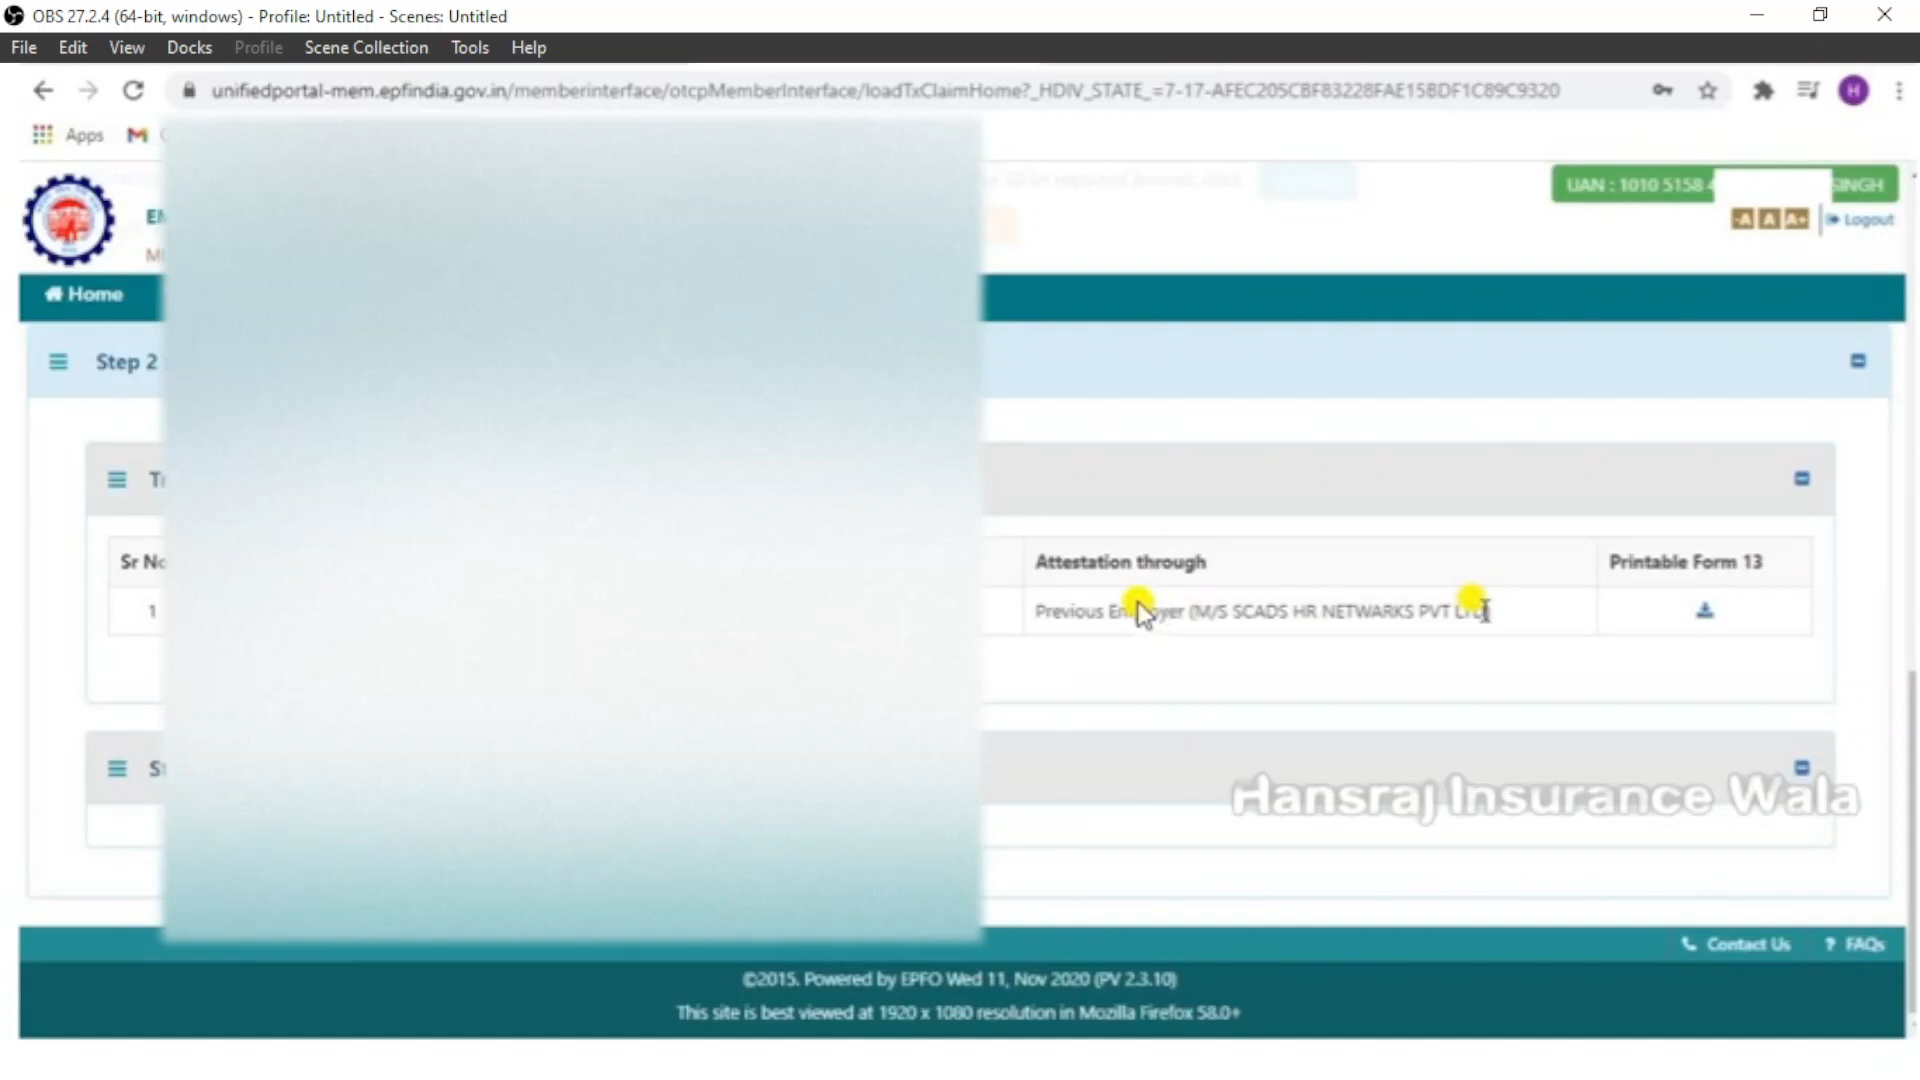 OBS 27.2.4 (64-bit, windows) - Profile: Untitled - Scenes: Untitled
File Edit View Docks Profile Scene Collection Tools Help
unifiedportal-mem.epfindia.gov.in/memberinterface/otcpMemberInterface/loadTxClaimHome?_HDIV_STATE_=7-17-AFEC205CBF83228FAE15BDF1C89C9320
H
Apps
UAN : 1010 5158 SINGH
-A A A+ Logout
Home
Step 2
Sr No Attestation through Printable Form 13
1 Previous Employer (M/S SCADS HR NETWARKS PVT LTD)
Hansraj Insurance Wala
Contact Us ? FAQs
©2015. Powered by EPFO Wed 11, Nov 2020 (PV 2.3.10)
This site is best viewed at 1920 x 1080 resolution in Mozilla Firefox 58.0+